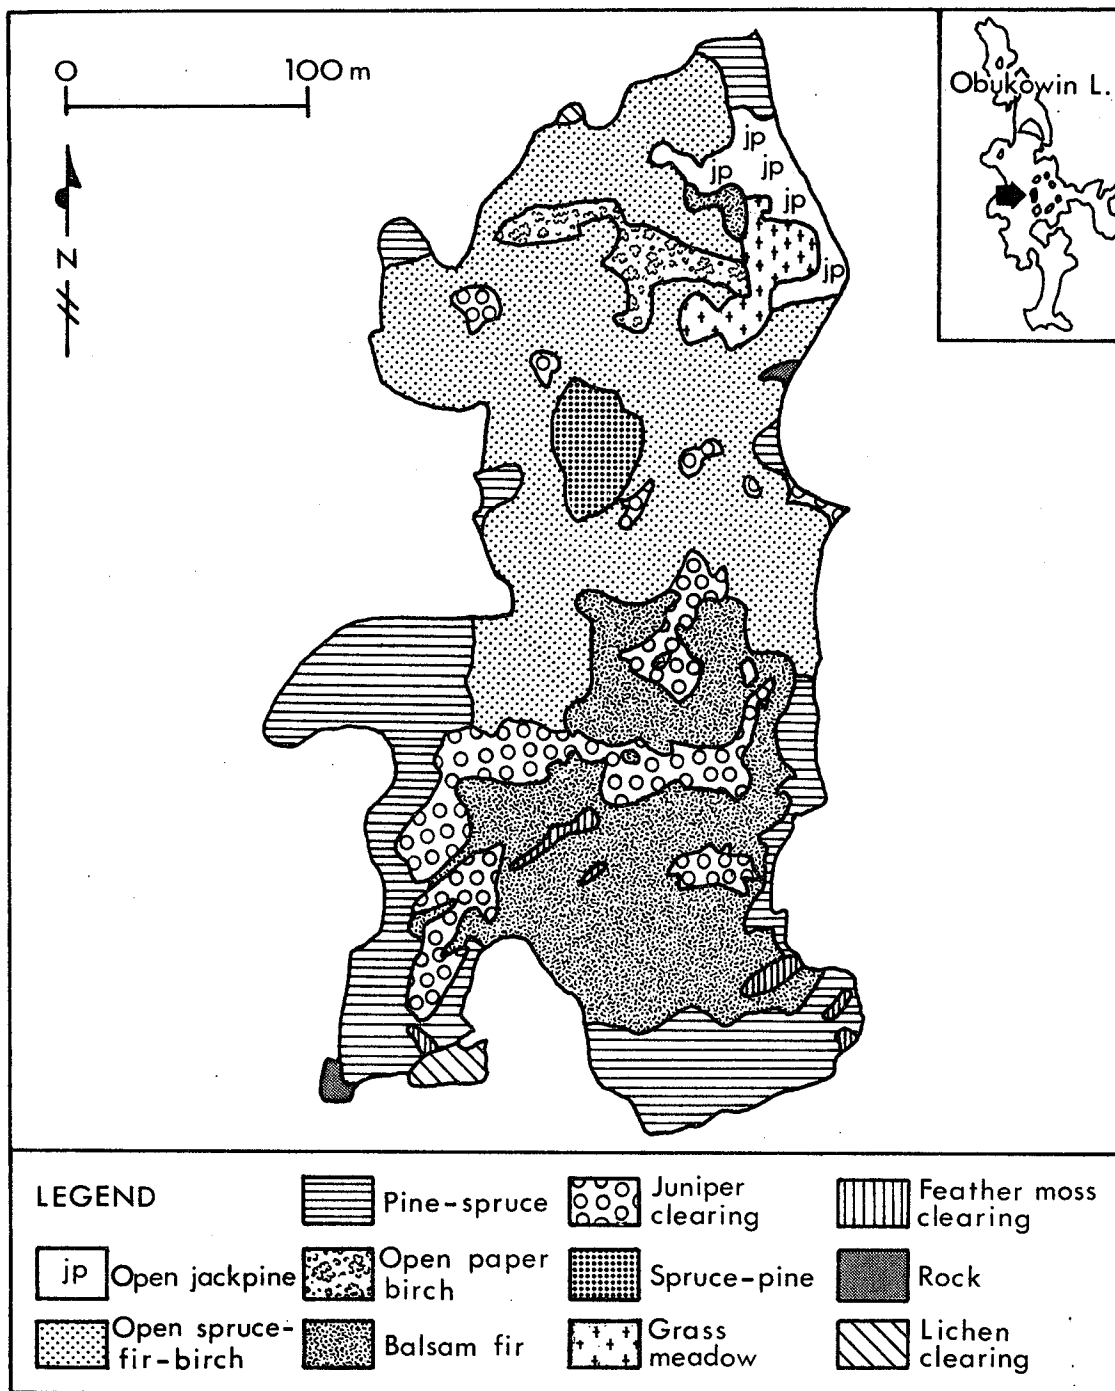 0 100 m
Obukôwin L.
N
jp
jp
jp
jp
jp
LEGEND
jp Open jackpine
Open spruce-
fir-birch
Pine-spruce
Open paper
birch
Balsam fir
Juniper
clearing
Spruce-pine
Grass
meadow
Feather moss
clearing
Rock
Lichen
clearing